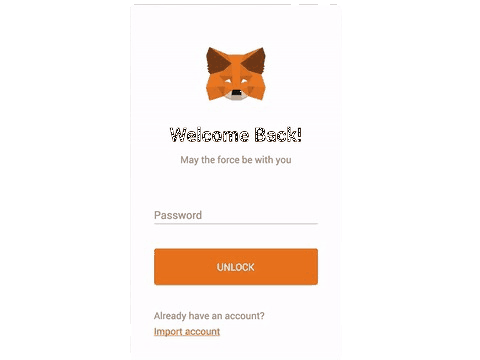 Welcome Back!
May the force be with you
Password
UNLOCK
Already have an account?
Import account